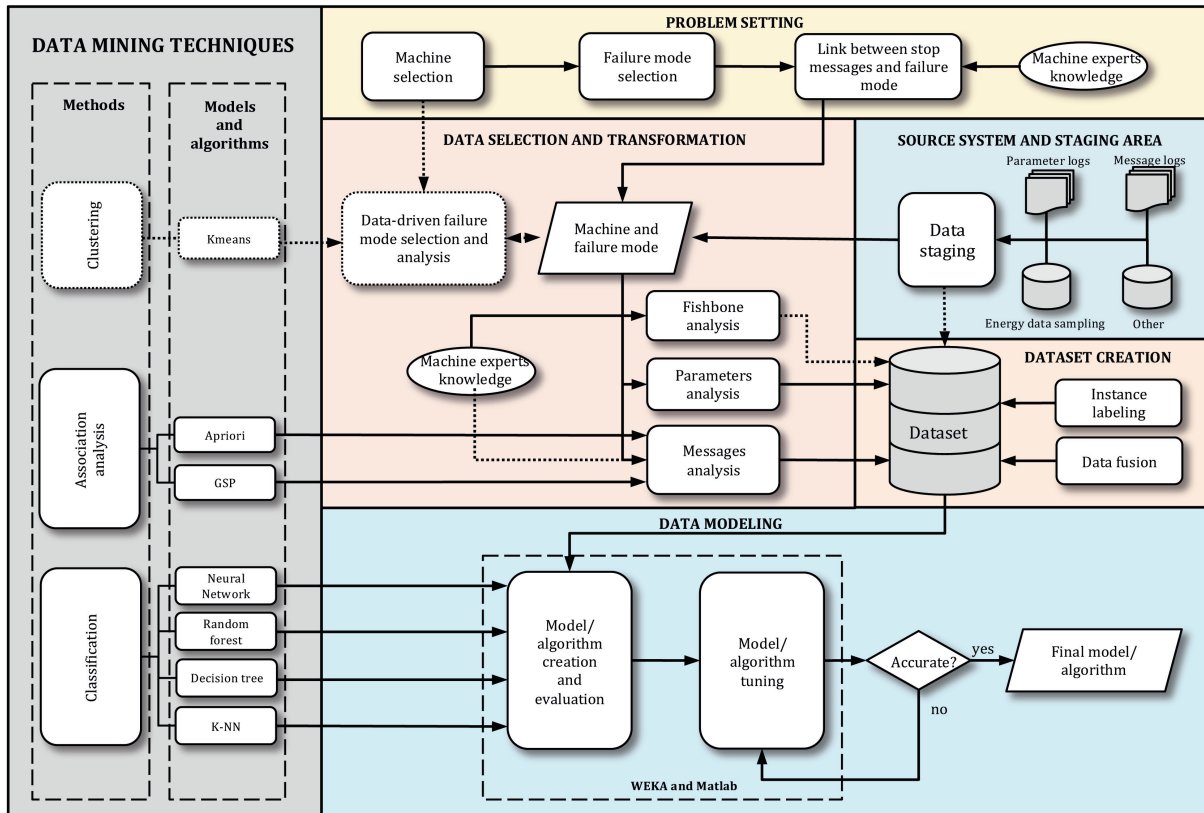 DATA MINING TECHNIQUES
Methods
Models
and
algorithms
Clustering
Kmeans
Association
analysis
Apriori
GSP
Classification
Neural
Network
Random
forest
Decision tree
K-NN
PROBLEM SETTING
Machine
selection
Failure mode
selection
Link between stop
messages and failure
mode
Machine experts
knowledge
DATA SELECTION AND TRANSFORMATION
Data-driven failure
mode selection and
analysis
Machine and
failure mode
Fishbone
analysis
Machine experts
knowledge
Parameters
analysis
Messages
analysis
SOURCE SYSTEM AND STAGING AREA
Parameter logs
Message logs
Data
staging
Energy data sampling
Other
DATASET CREATION
Dataset
Instance
labeling
Data fusion
DATA MODELING
Model/
algorithm
creation
and
evaluation
Model/
algorithm
tuning
Accurate?
yes
no
Final model/
algorithm
WEKA and Matlab